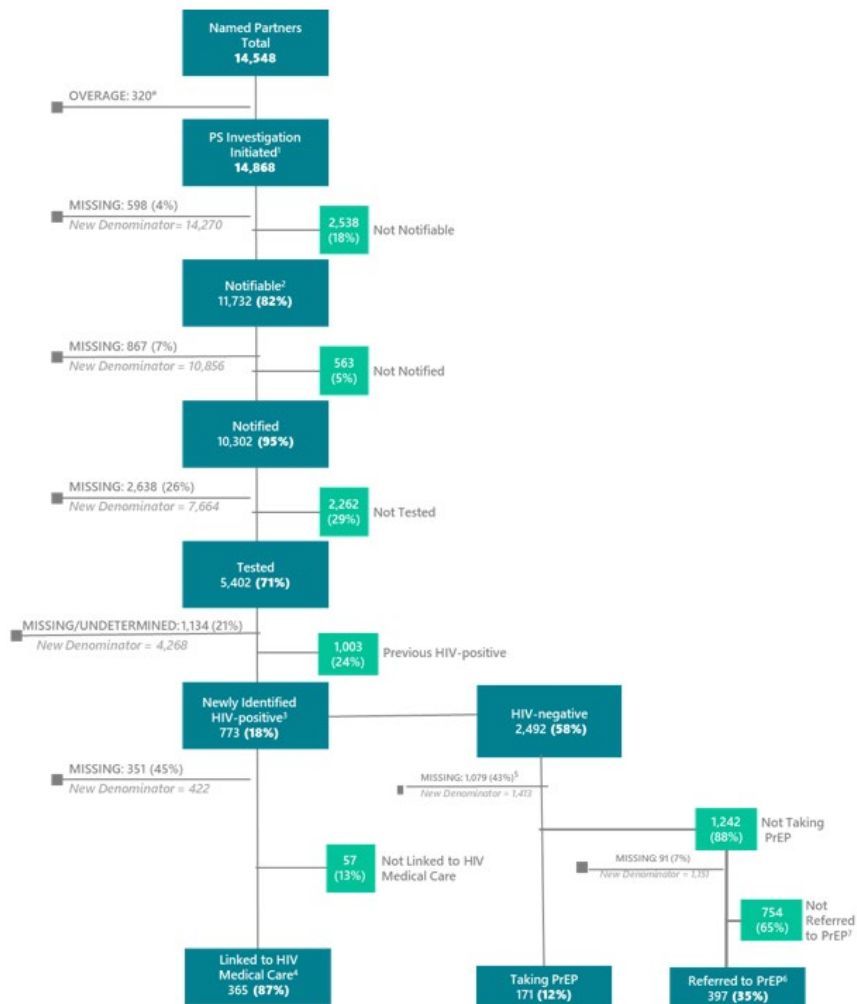 Named Partners
Total
14,548
OVERAGE: 320*
PS Investigation
Initiated¹
14,868
MISSING: 598 (4%)
New Denominator= 14,270
2,538
(18%)
Not Notifiable
Notifiable²
11,732 (82%)
MISSING: 867 (7%)
New Denominator = 10,856
563
(5%)
Not Notified
Notified
10,302 (95%)
MISSING: 2,638 (26%)
New Denominator = 7,664
2,262
(29%)
Not Tested
Tested
5,402 (71%)
MISSING/UNDETERMINED: 1,134 (21%)
New Denominator = 4,268
1,003
(24%)
Previous HIV-positive
Newly Identified
HIV-positive³
773 (18%)
HIV-negative
2,492 (58%)
MISSING: 351 (45%)
New Denominator = 422
MISSING: 1,079 (43%)⁵
New Denominator = 1,413
1,242
(88%)
Not Taking
PrEP
57
(13%)
Not Linked to HIV
Medical Care
MISSING: 91 (7%)
New Denominator = 1,151
754
(65%)
Not
Referred
to PrEP⁷
Linked to HIV
Medical Care⁴
365 (87%)
Taking PrEP
171 (12%)
Referred to PrEP⁶
397 (35%)